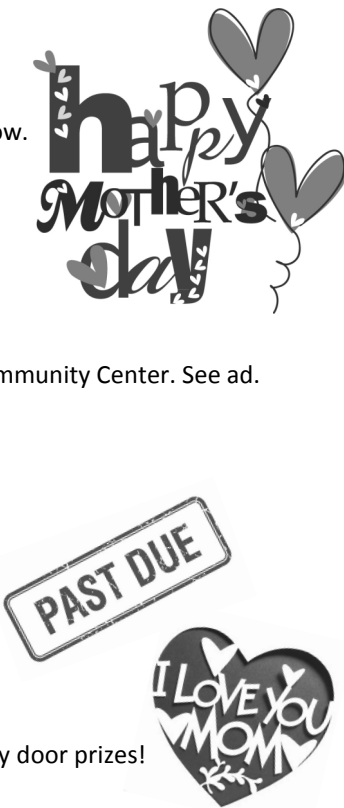 ow.
happy
Mother's
day
mmunity Center. See ad.
PAST DUE
I LOVE YOU
MOM
y door prizes!